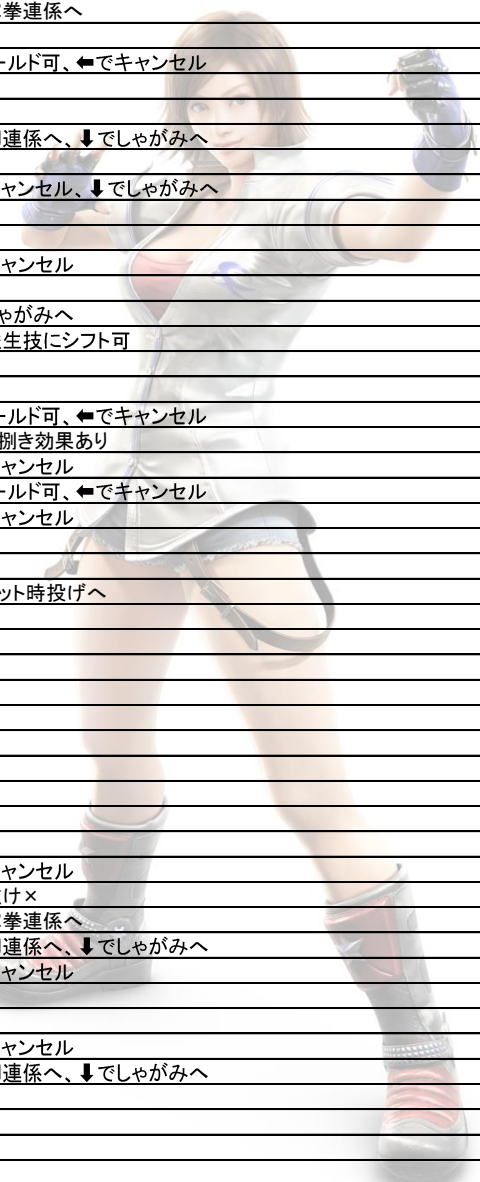 拳連係へ
ールド可、⬅でキャンセル
連係へ、⬇でしゃがみへ
ャンセル、⬇でしゃがみへ
ャンセル
ゃがみへ
生技にシフト可
ールド可、⬅でキャンセル
捌き効果あり
ャンセル
ールド可、⬅でキャンセル
ャンセル
ット時投げへ
ャンセル
け×
拳連係へ
連係へ、⬇でしゃがみへ
ャンセル
ャンセル
連係へ、⬇でしゃがみへ